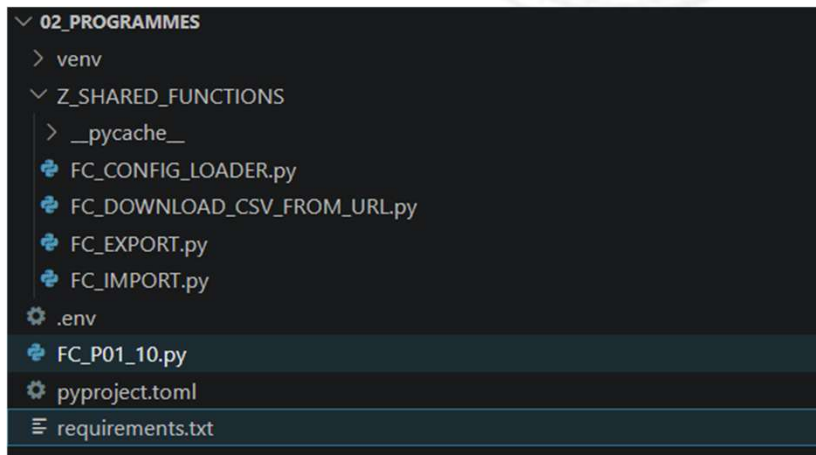 02_PROGRAMMES
venv
Z_SHARED_FUNCTIONS
__pycache__
FC_CONFIG_LOADER.py
FC_DOWNLOAD_CSV_FROM_URL.py
FC_EXPORT.py
FC_IMPORT.py
.env
FC_P01_10.py
pyproject.toml
requirements.txt